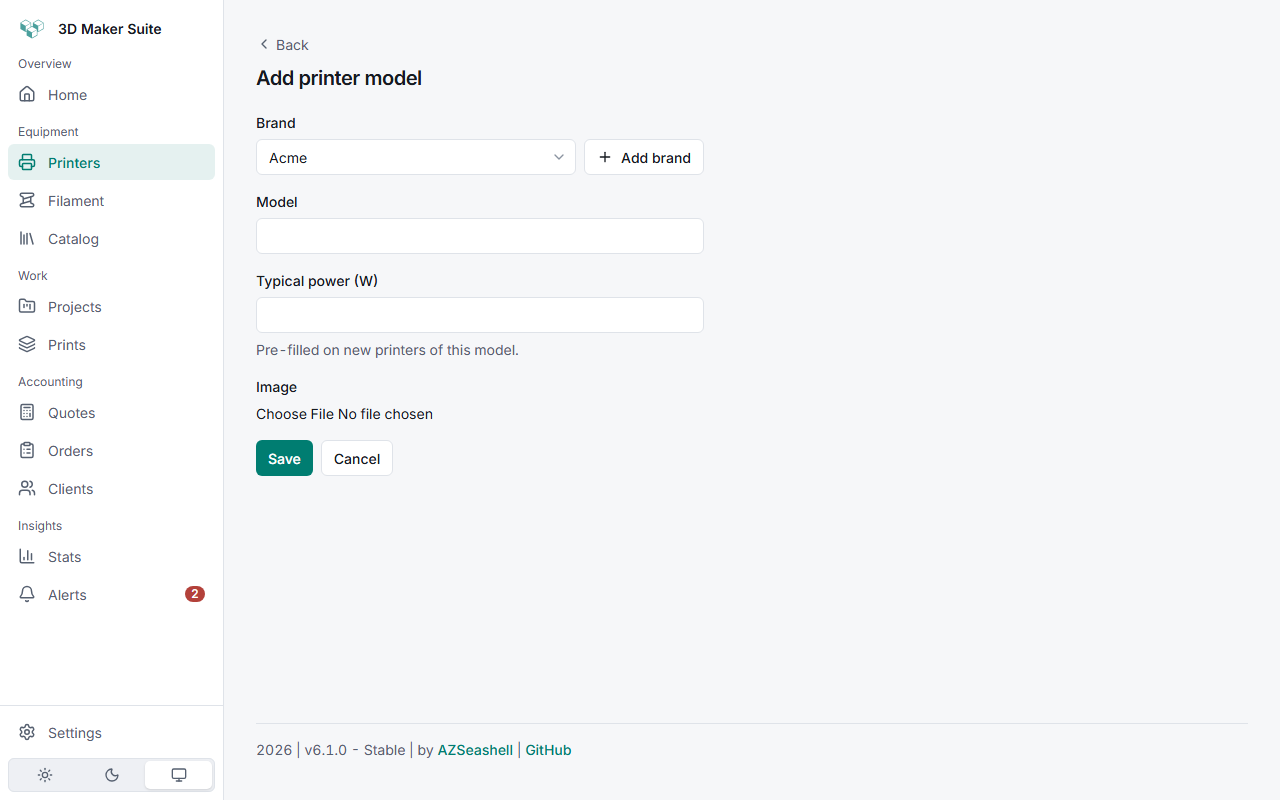 3D Maker Suite
Overview
Home
Equipment
Printers
Filament
Catalog
Work
Projects
Prints
Accounting
Quotes
Orders
Clients
Insights
Stats
Alerts 2
Settings
Back
Add printer model
Brand
Acme
Add brand
Model
Typical power (W)
Pre-filled on new printers of this model.
Image
Choose File No file chosen
Save Cancel
2026 | v6.1.0 - Stable | by AZSeashell | GitHub